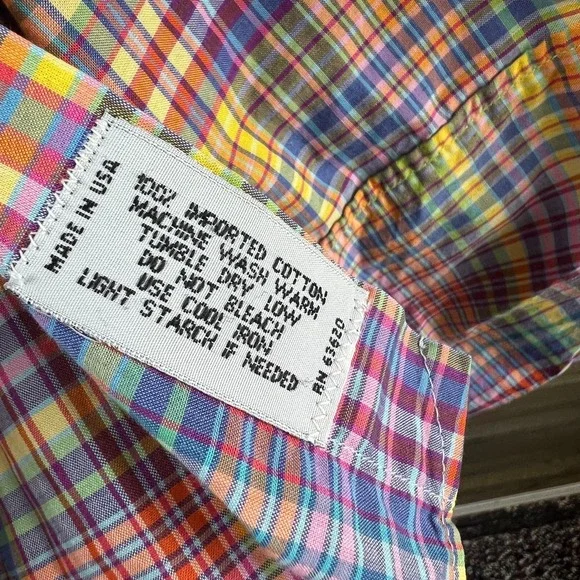 MADE IN USA
100% IMPORTED COTTON
MACHINE WASH WARM
TUMBLE DRY, LOW
DO NOT BLEACH
USE COOL IRON
LIGHT STARCH IF NEEDED
RN 63650